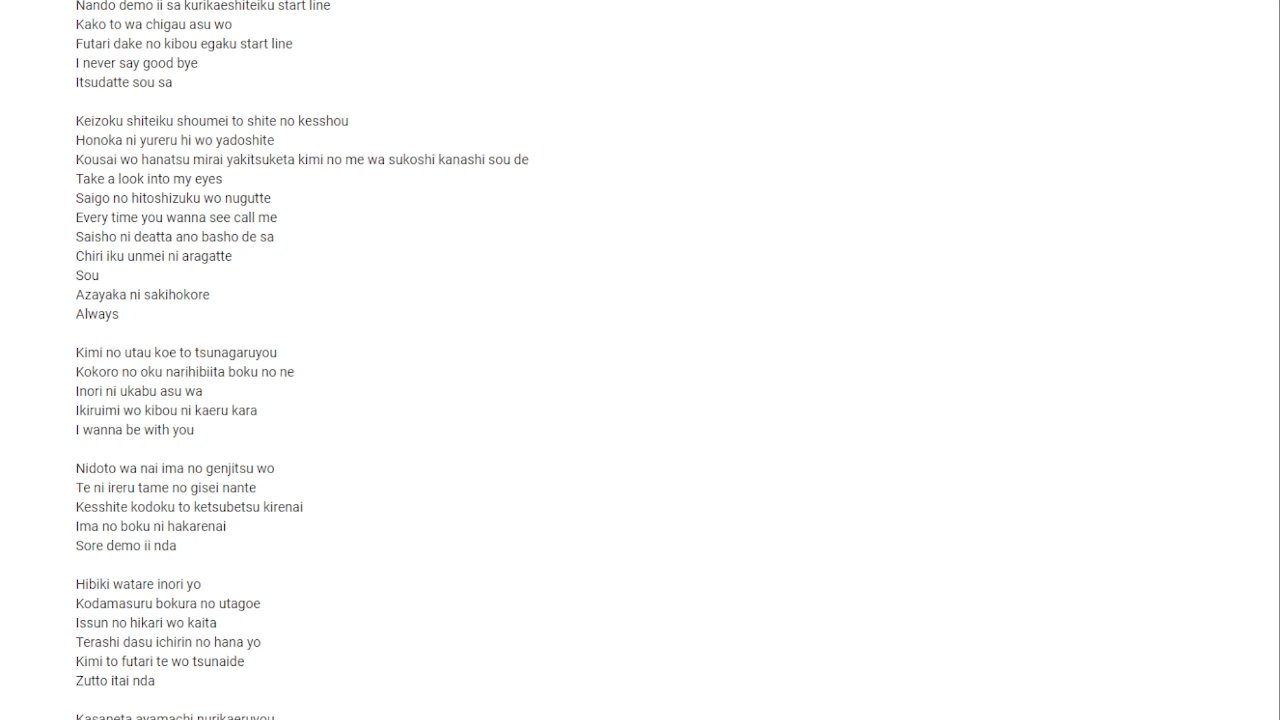 Nando demo ii sa kurikaeshiteiku start line
Kako to wa chigau asu wo
Futari dake no kibou egaku start line
I never say good bye
Itsudatte sou sa
Keizoku shiteiku shoumei to shite no kesshou
Honoka ni yureru hi wo yadoshite
Kousai wo hanatsu mirai yakitsuketa kimi no me wa sukoshi kanashi sou de
Take a look into my eyes
Saigo no hitoshizuku wo nugutte
Every time you wanna see call me
Saisho ni deatta ano basho de sa
Chiri iku unmei ni aragatte
Sou
Azayaka ni sakihokore
Always
Kimi no utau koe to tsunagaruyou
Kokoro no oku narihibiita boku no ne
Inori ni ukabu asu wa
Ikiruimi wo kibou ni kaeru kara
I wanna be with you
Nidoto wa nai ima no genjitsu wo
Te ni ireru tame no gisei nante
Kesshite kodoku to ketsubetsu kirenai
Ima no boku ni hakarenai
Sore demo ii nda
Hibiki watare inori yo
Kodamasuru bokura no utagoe
Issun no hikari wo kaita
Terashi dasu ichirin no hana yo
Kimi to futari te wo tsunaide
Zutto itai nda
Kasaneta ayamachi nurikaeruyou